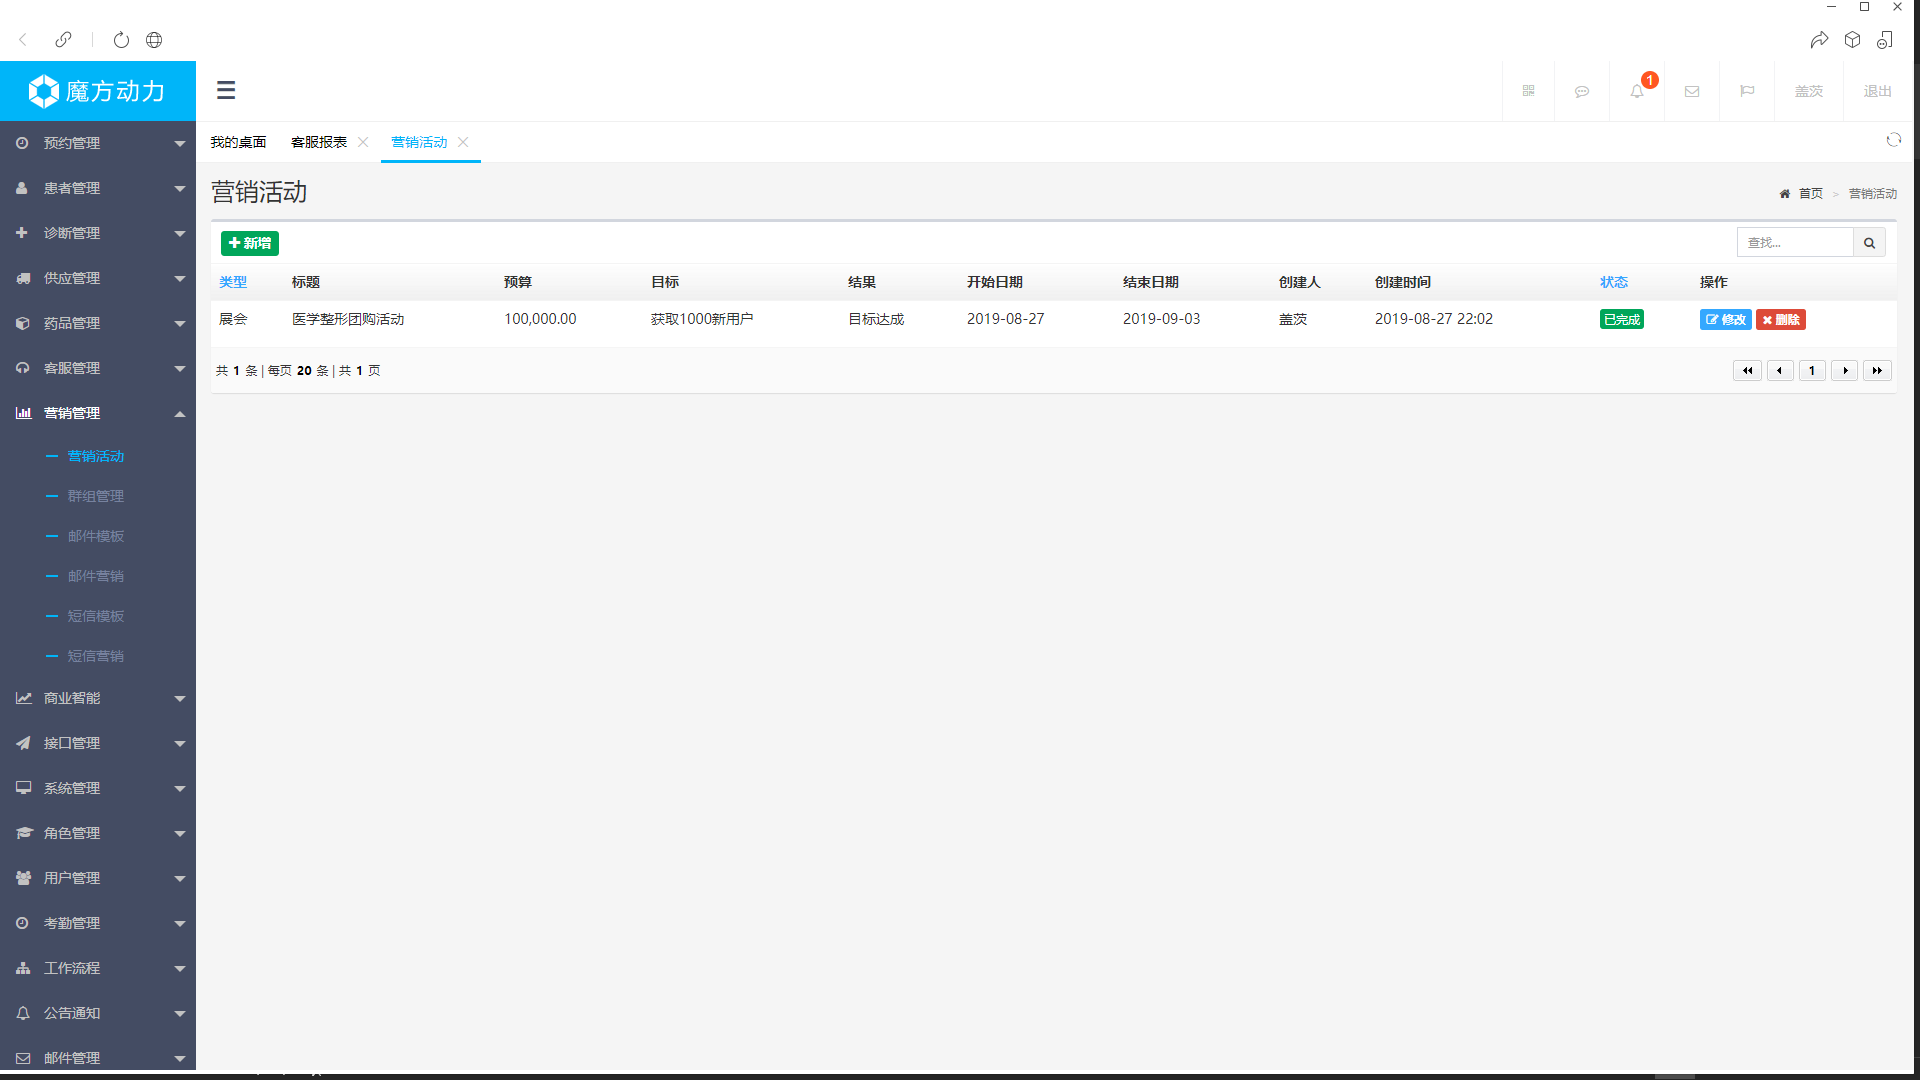 魔方动力
1
盖茨
退出
预约管理
患者管理
诊断管理
供应管理
药品管理
客服管理
营销管理
营销活动
群组管理
邮件模板
邮件营销
短信模板
短信营销
商业智能
接口管理
系统管理
角色管理
用户管理
考勤管理
工作流程
公告通知
邮件管理
我的桌面 客服报表 营销活动
营销活动
首页 > 营销活动
新增
查找...
类型 标题 预算 目标 结果 开始日期 结束日期 创建人 创建时间 状态 操作
展会 医学整形团购活动 100,000.00 获取1000新用户 目标达成 2019-08-27 2019-09-03 盖茨 2019-08-27 22:02 已完成 修改 删除
共 1 条 | 每页 20 条 | 共 1 页
1